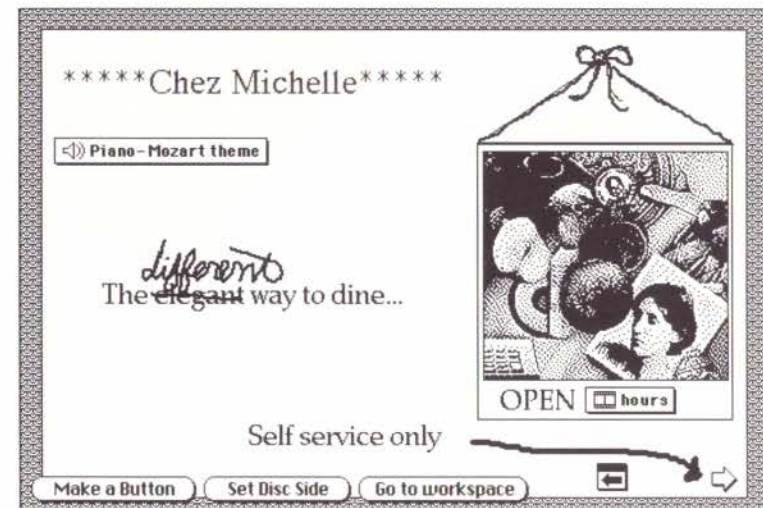 *****Chez Michelle*****
Piano-Mozart theme
different
The elegant way to dine...
OPEN hours
Self service only
Make a Button Set Disc Side Go to workspace